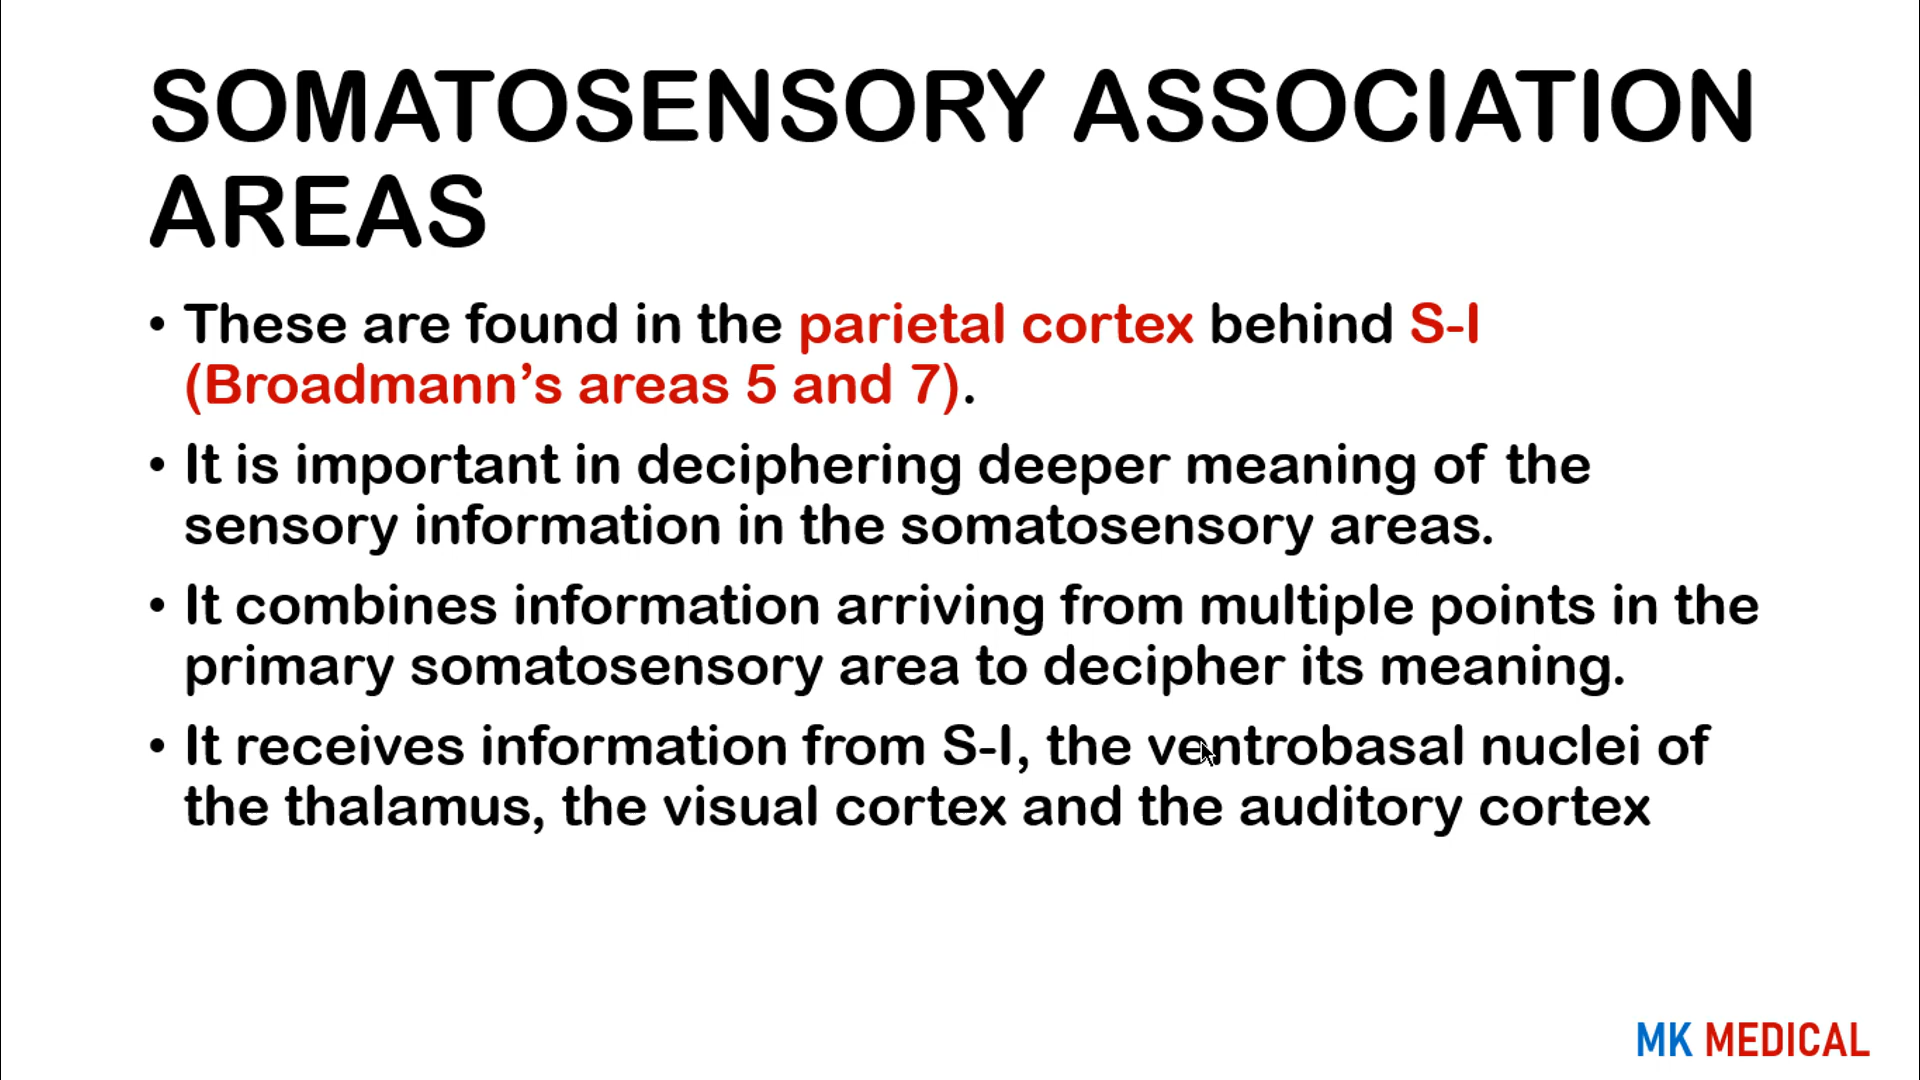 SOMATOSENSORY ASSOCIATION
AREAS
• These are found in the parietal cortex behind S-I
(Broadmann’s areas 5 and 7).
• It is important in deciphering deeper meaning of the
sensory information in the somatosensory areas.
• It combines information arriving from multiple points in the
primary somatosensory area to decipher its meaning.
• It receives information from S-I, the ventrobasal nuclei of
the thalamus, the visual cortex and the auditory cortex
MK MEDICAL